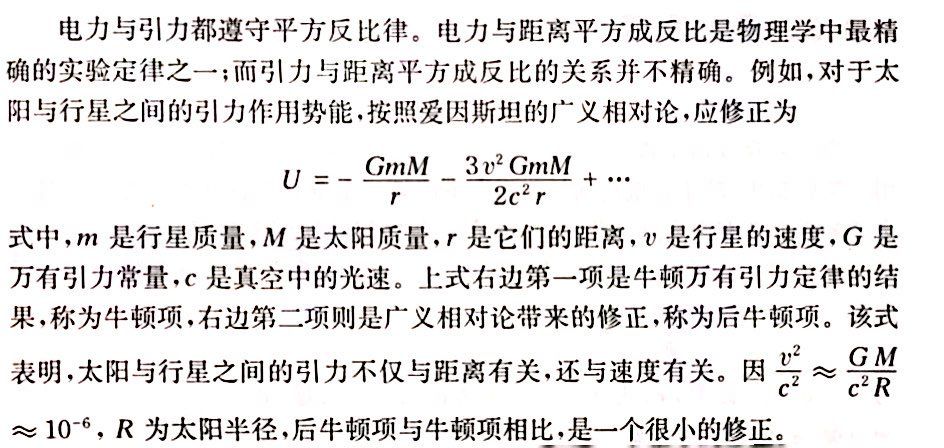 电力与引力都遵守平方反比律。电力与距离平方成反比是物理学中最精
确的实验定律之一;而引力与距离平方成反比的关系并不精确。例如,对于太
阳与行星之间的引力作用势能,按照爱因斯坦的广义相对论,应修正为
U = - \frac{GmM}{r} - \frac{3v^2 GmM}{2c^2 r} + …
式中,m 是行星质量,M 是太阳质量,r 是它们的距离,v 是行星的速度,G 是
万有引力常量,c 是真空中的光速。上式右边第一项是牛顿万有引力定律的结
果,称为牛顿项,右边第二项则是广义相对论带来的修正,称为后牛顿项。该式
表明,太阳与行星之间的引力不仅与距离有关,还与速度有关。因 \frac{v^2}{c^2} ≈ \frac{GM}{c^2 R}
≈ 10^{-6}, R 为太阳半径,后牛顿项与牛顿项相比,是一个很小的修正。